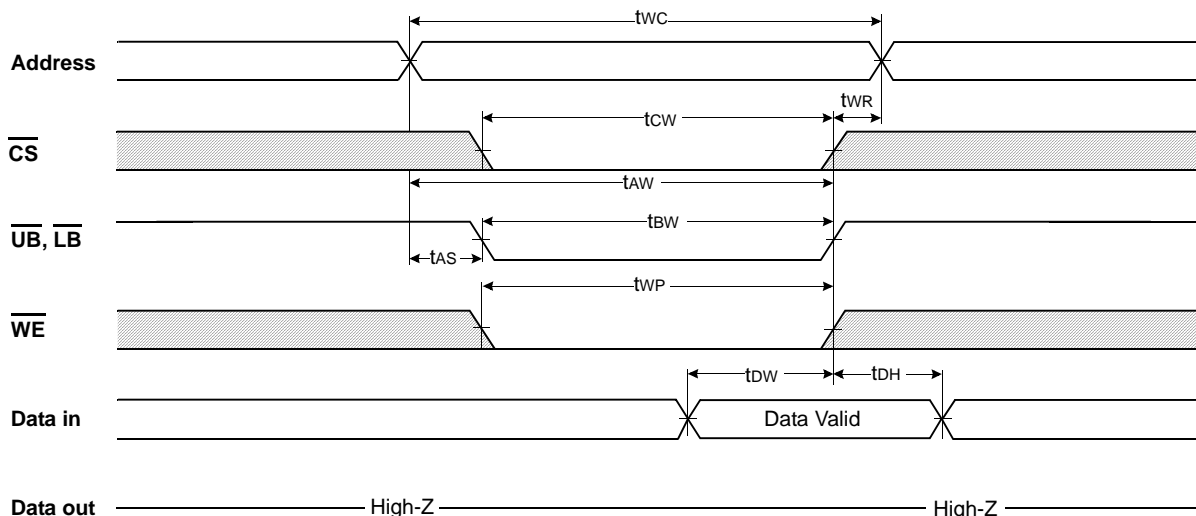 tWC
Address
tWR
tCW
CS
tAW
UB, LB
tBW
tAS
tWP
WE
tDW
tDH
Data in
Data Valid
Data out
High-Z
High-Z